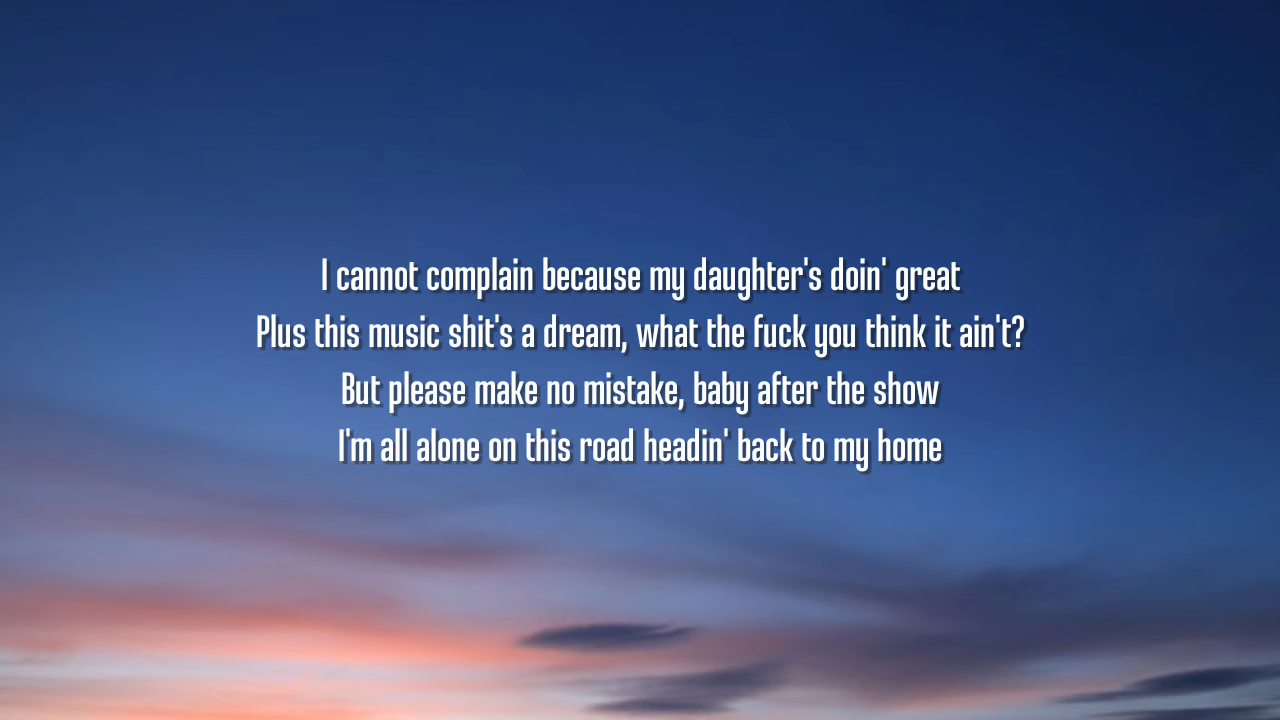 I cannot complain because my daughter's doin' great
Plus this music shit's a dream, what the fuck you think it ain't?
But please make no mistake, baby after the show
I'm all alone on this road headin' back to my home